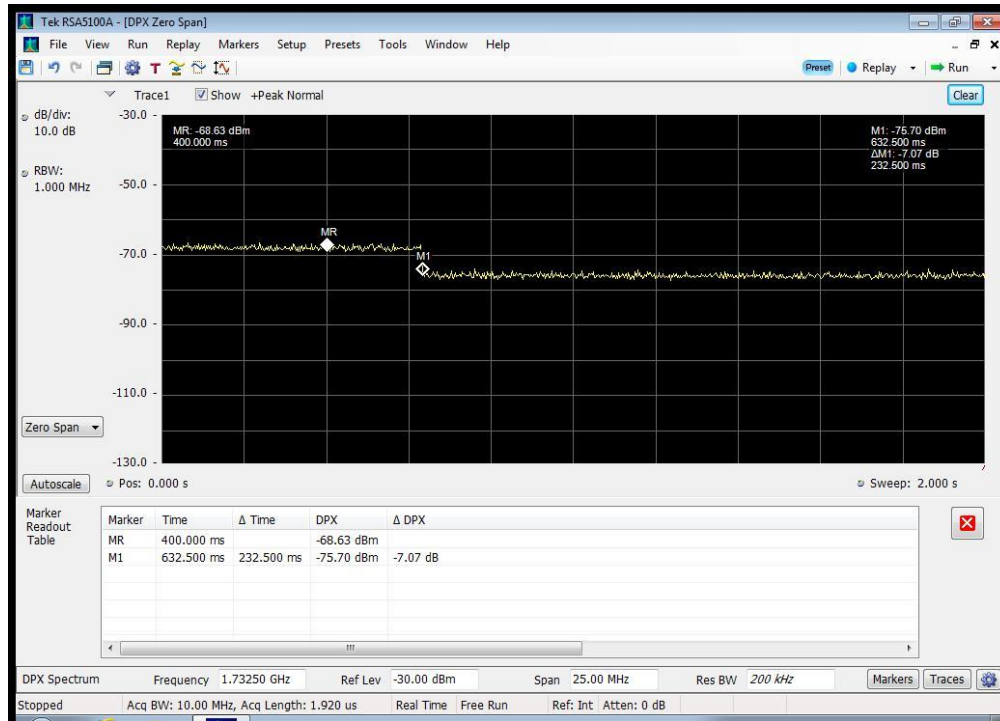 Tek RSA5100A - [DPX Zero Span]
File View Run Replay Markers Setup Presets Tools Window Help
T Preset Replay Run
Trace1 Show +Peak Normal Clear
dB/div:
10.0 dB
RBW:
1.000 MHz
-30.0
-50.0
-70.0
-90.0
-110.0
-130.0
MR: -68.63 dBm
400.000 ms
M1: -75.70 dBm
632.500 ms
ΔM1: -7.07 dB
232.500 ms
MR
M1
Zero Span
Autoscale Pos: 0.000 s Sweep: 2.000 s
Marker
Readout
Table
Marker Time Δ Time DPX Δ DPX
MR 400.000 ms -68.63 dBm
M1 632.500 ms 232.500 ms -75.70 dBm -7.07 dB
DPX Spectrum Frequency 1.73250 GHz Ref Lev -30.00 dBm Span 25.00 MHz Res BW 200 kHz Markers Traces
Stopped Acq BW: 10.00 MHz, Acq Length: 1.920 us Real Time Free Run Ref: Int Atten: 0 dB